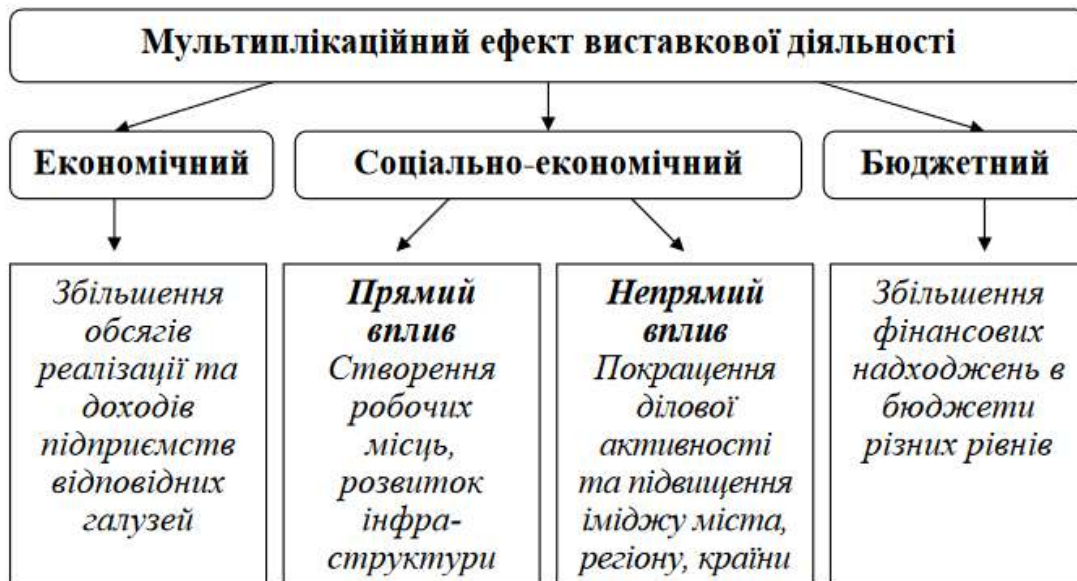 Мультиплікаційний ефект виставкової діяльності
Економічний
Соціально-економічний
Бюджетний
Збільшення
обсягів
реалізації та
доходів
підприємств
відповідних
галузей
Прямий
вплив
Створення
робочих
місць,
розвиток
інфра-
структури
Непрямий
вплив
Покращення
ділової
активності
та підвищення
іміджу міста,
регіону, країни
Збільшення
фінансових
надходжень в
бюджети
різних рівнів